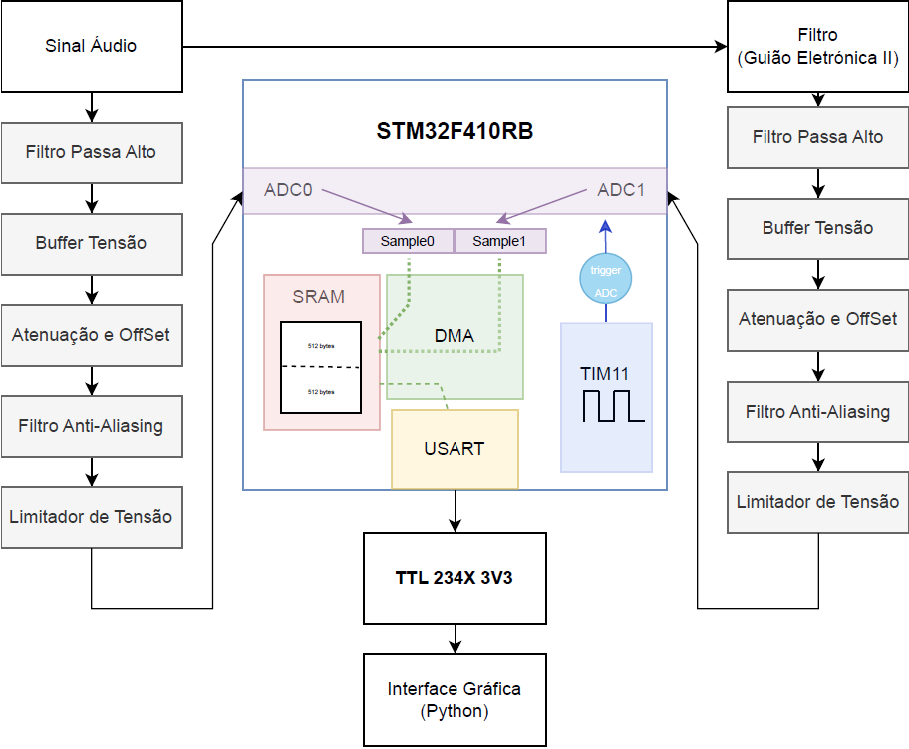 Sinal Áudio
Filtro
(Guião Eletrónica II)
Filtro Passa Alto
Buffer Tensão
Atenuação e OffSet
Filtro Anti-Aliasing
Limitador de Tensão
STM32F410RB
ADC0
ADC1
Sample0
Sample1
trigger
ADC
SRAM
512 bytes
512 bytes
DMA
TIM11
USART
Filtro Passa Alto
Buffer Tensão
Atenuação e OffSet
Filtro Anti-Aliasing
Limitador de Tensão
TTL 234X 3V3
Interface Gráfica
(Python)